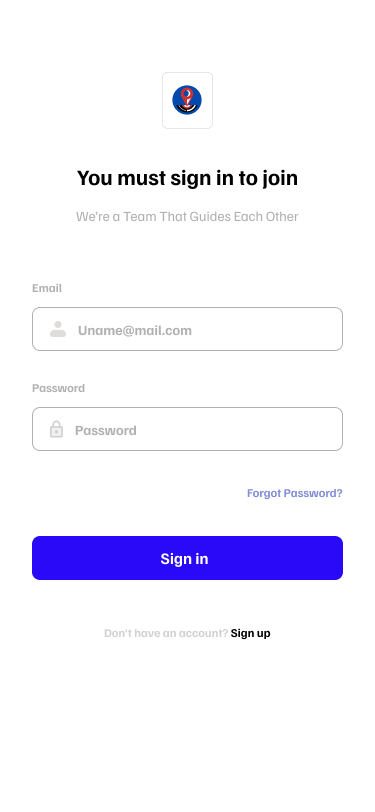 You must sign in to join
We're a Team That Guides Each Other
Email
Uname@mail.com
Password
Password
Forgot Password?
Sign in
Don't have an account? Sign up